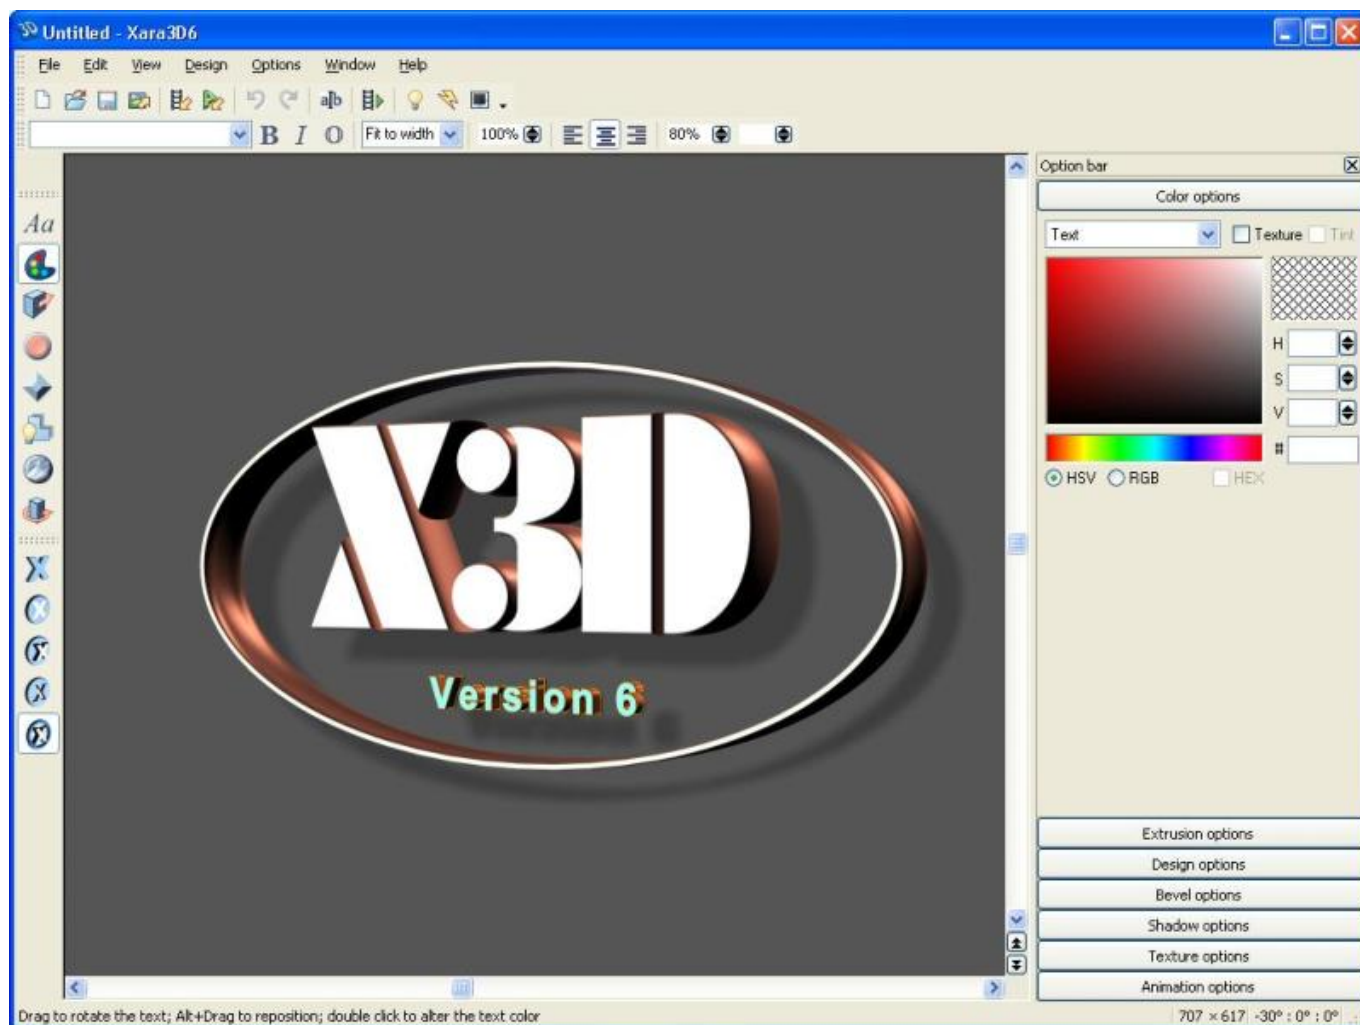 Untitled - Xara3D6
File Edit View Design Options Window Help
a|b
B I O Fit to width 100% 80%
Option bar
Color options
Aa
Text Texture Tint
H
S
V
#
HSV RGB HEX
X3D
Version 6
Extrusion options
Design options
Bevel options
Shadow options
Texture options
Animation options
Drag to rotate the text; Alt+Drag to reposition; double click to alter the text color 707 × 617 -30° : 0° : 0°